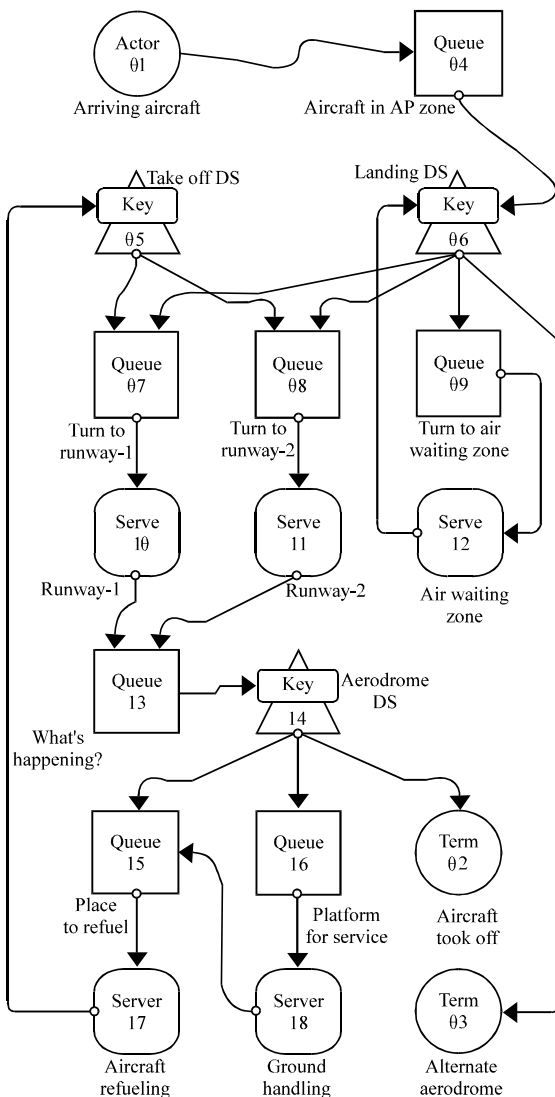 Actor
θ1
Arriving aircraft
Queue
θ4
Aircraft in AP zone
Take off DS
Key
θ5
Landing DS
Key
θ6
Queue
θ7
Turn to
runway-1
Queue
θ8
Turn to
runway-2
Queue
θ9
Turn to air
waiting zone
Serve
1θ
Runway-1
Serve
11
Runway-2
Serve
12
Air waiting
zone
Queue
13
What's
happening?
Key
14
Aerodrome
DS
Queue
15
Place
to refuel
Queue
16
Platform
for service
Term
θ2
Aircraft
took off
Server
17
Aircraft
refueling
Server
18
Ground
handling
Term
θ3
Alternate
aerodrome